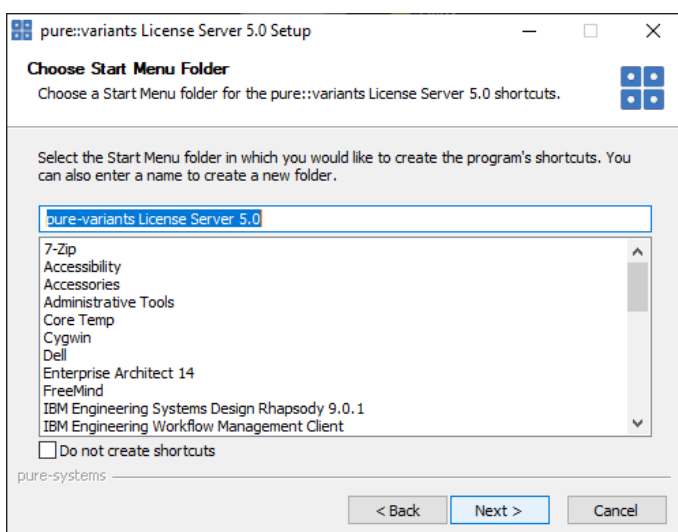 pure::variants License Server 5.0 Setup
Choose Start Menu Folder
Choose a Start Menu folder for the pure::variants License Server 5.0 shortcuts.
Select the Start Menu folder in which you would like to create the program's shortcuts. You
can also enter a name to create a new folder.
pure-variants License Server 5.0
7-Zip
Accessibility
Accessories
Administrative Tools
Core Temp
Cygwin
Dell
Enterprise Architect 14
FreeMind
IBM Engineering Systems Design Rhapsody 9.0.1
IBM Engineering Workflow Management Client
Do not create shortcuts
pure-systems
< Back Next > Cancel